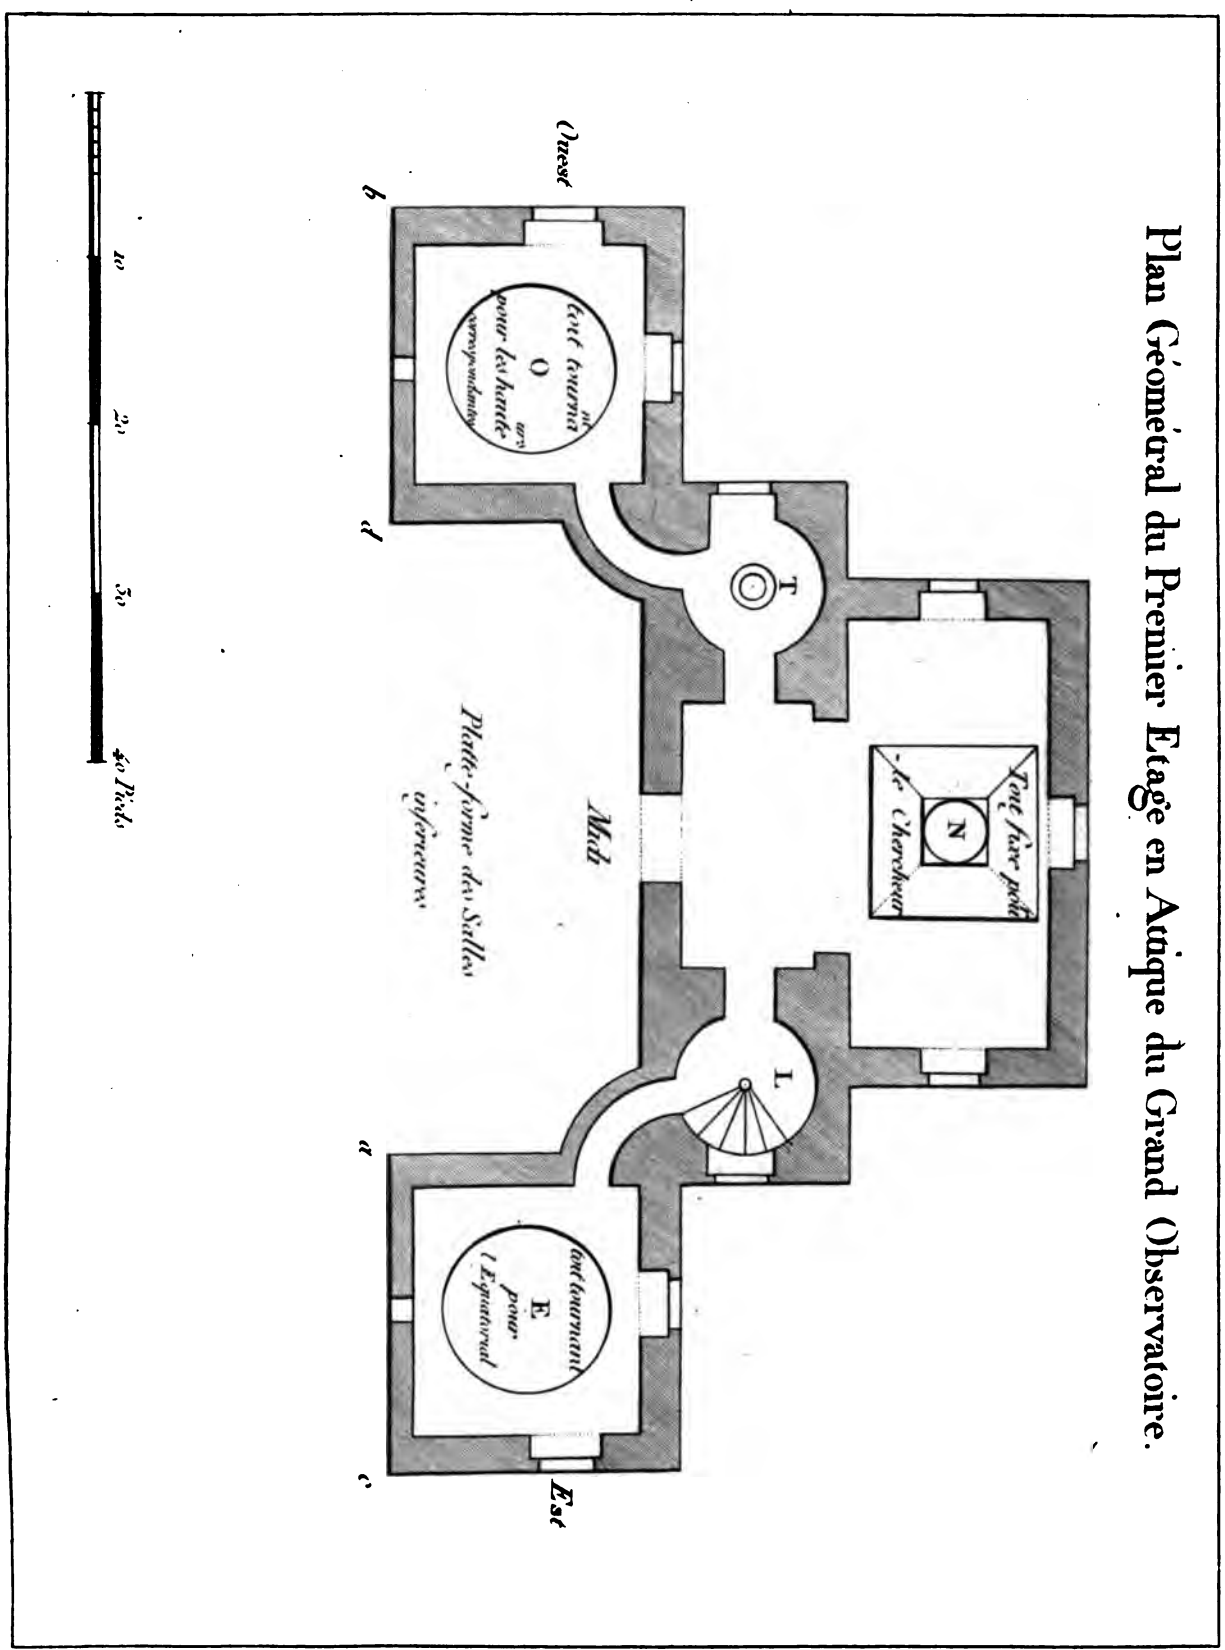 Plan Géométral du Premier Etage en Attique du Grand Observatoire.
Toit fixe pour
N
-le Chercheur
T
L
Ouest
toit tournant
O
pour les hauteurs
correspondantes
toit tournant
E
pour
l'Equatorial
Est
Midi
Platte-forme des Salles
inférieures
b
d
a
c
10
20
30
40 Pieds